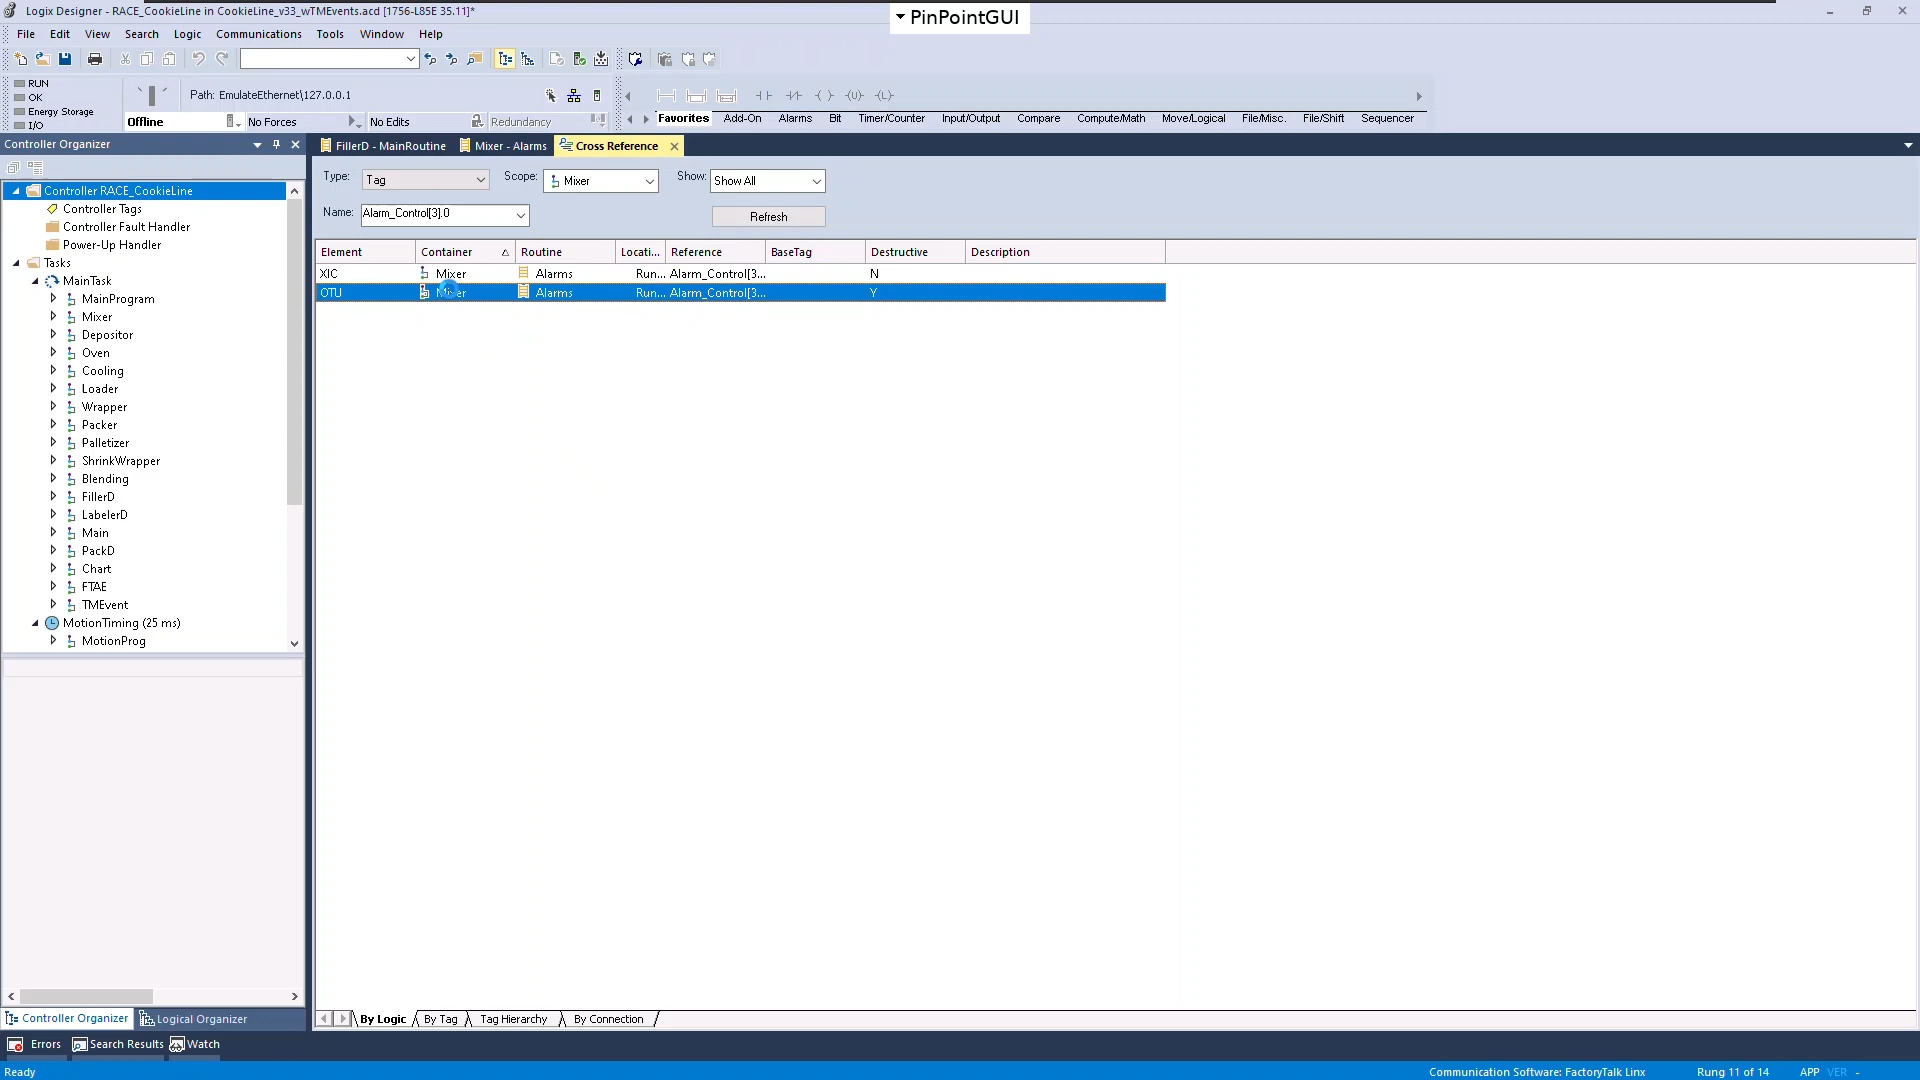 Logix Designer - RACE_CookieLine in CookieLine_v33_wTMEvents.acd [1756-L85E 35.11]*
PinPointGUI
File Edit View Search Logic Communications Tools Window Help
RUN
OK
Energy Storage
I/O
Path: EmulateEthernet\127.0.0.1
Offline No Forces No Edits Redundancy
Favorites Add-On Alarms Bit Timer/Counter Input/Output Compare Compute/Math Move/Logical File/Misc. File/Shift Sequencer
Controller Organizer
FillerD - MainRoutine Mixer - Alarms Cross Reference
Type: Tag Scope: Mixer Show: Show All
Name: Alarm_Control[3].0 Refresh
Element Container Routine Locati... Reference BaseTag Destructive Description
XIC Mixer Alarms Run... Alarm_Control[3... N
OTU Mixer Alarms Run... Alarm_Control[3... Y
Controller RACE_CookieLine
Controller Tags
Controller Fault Handler
Power-Up Handler
Tasks
MainTask
MainProgram
Mixer
Depositor
Oven
Cooling
Loader
Wrapper
Packer
Palletizer
ShrinkWrapper
Blending
FillerD
LabelerD
Main
PackD
Chart
FTAE
TMEvent
MotionTiming (25 ms)
MotionProg
Controller Organizer Logical Organizer
By Logic By Tag Tag Hierarchy By Connection
Errors Search Results Watch
Ready
Communication Software: FactoryTalk Linx Rung 11 of 14 APP VER -